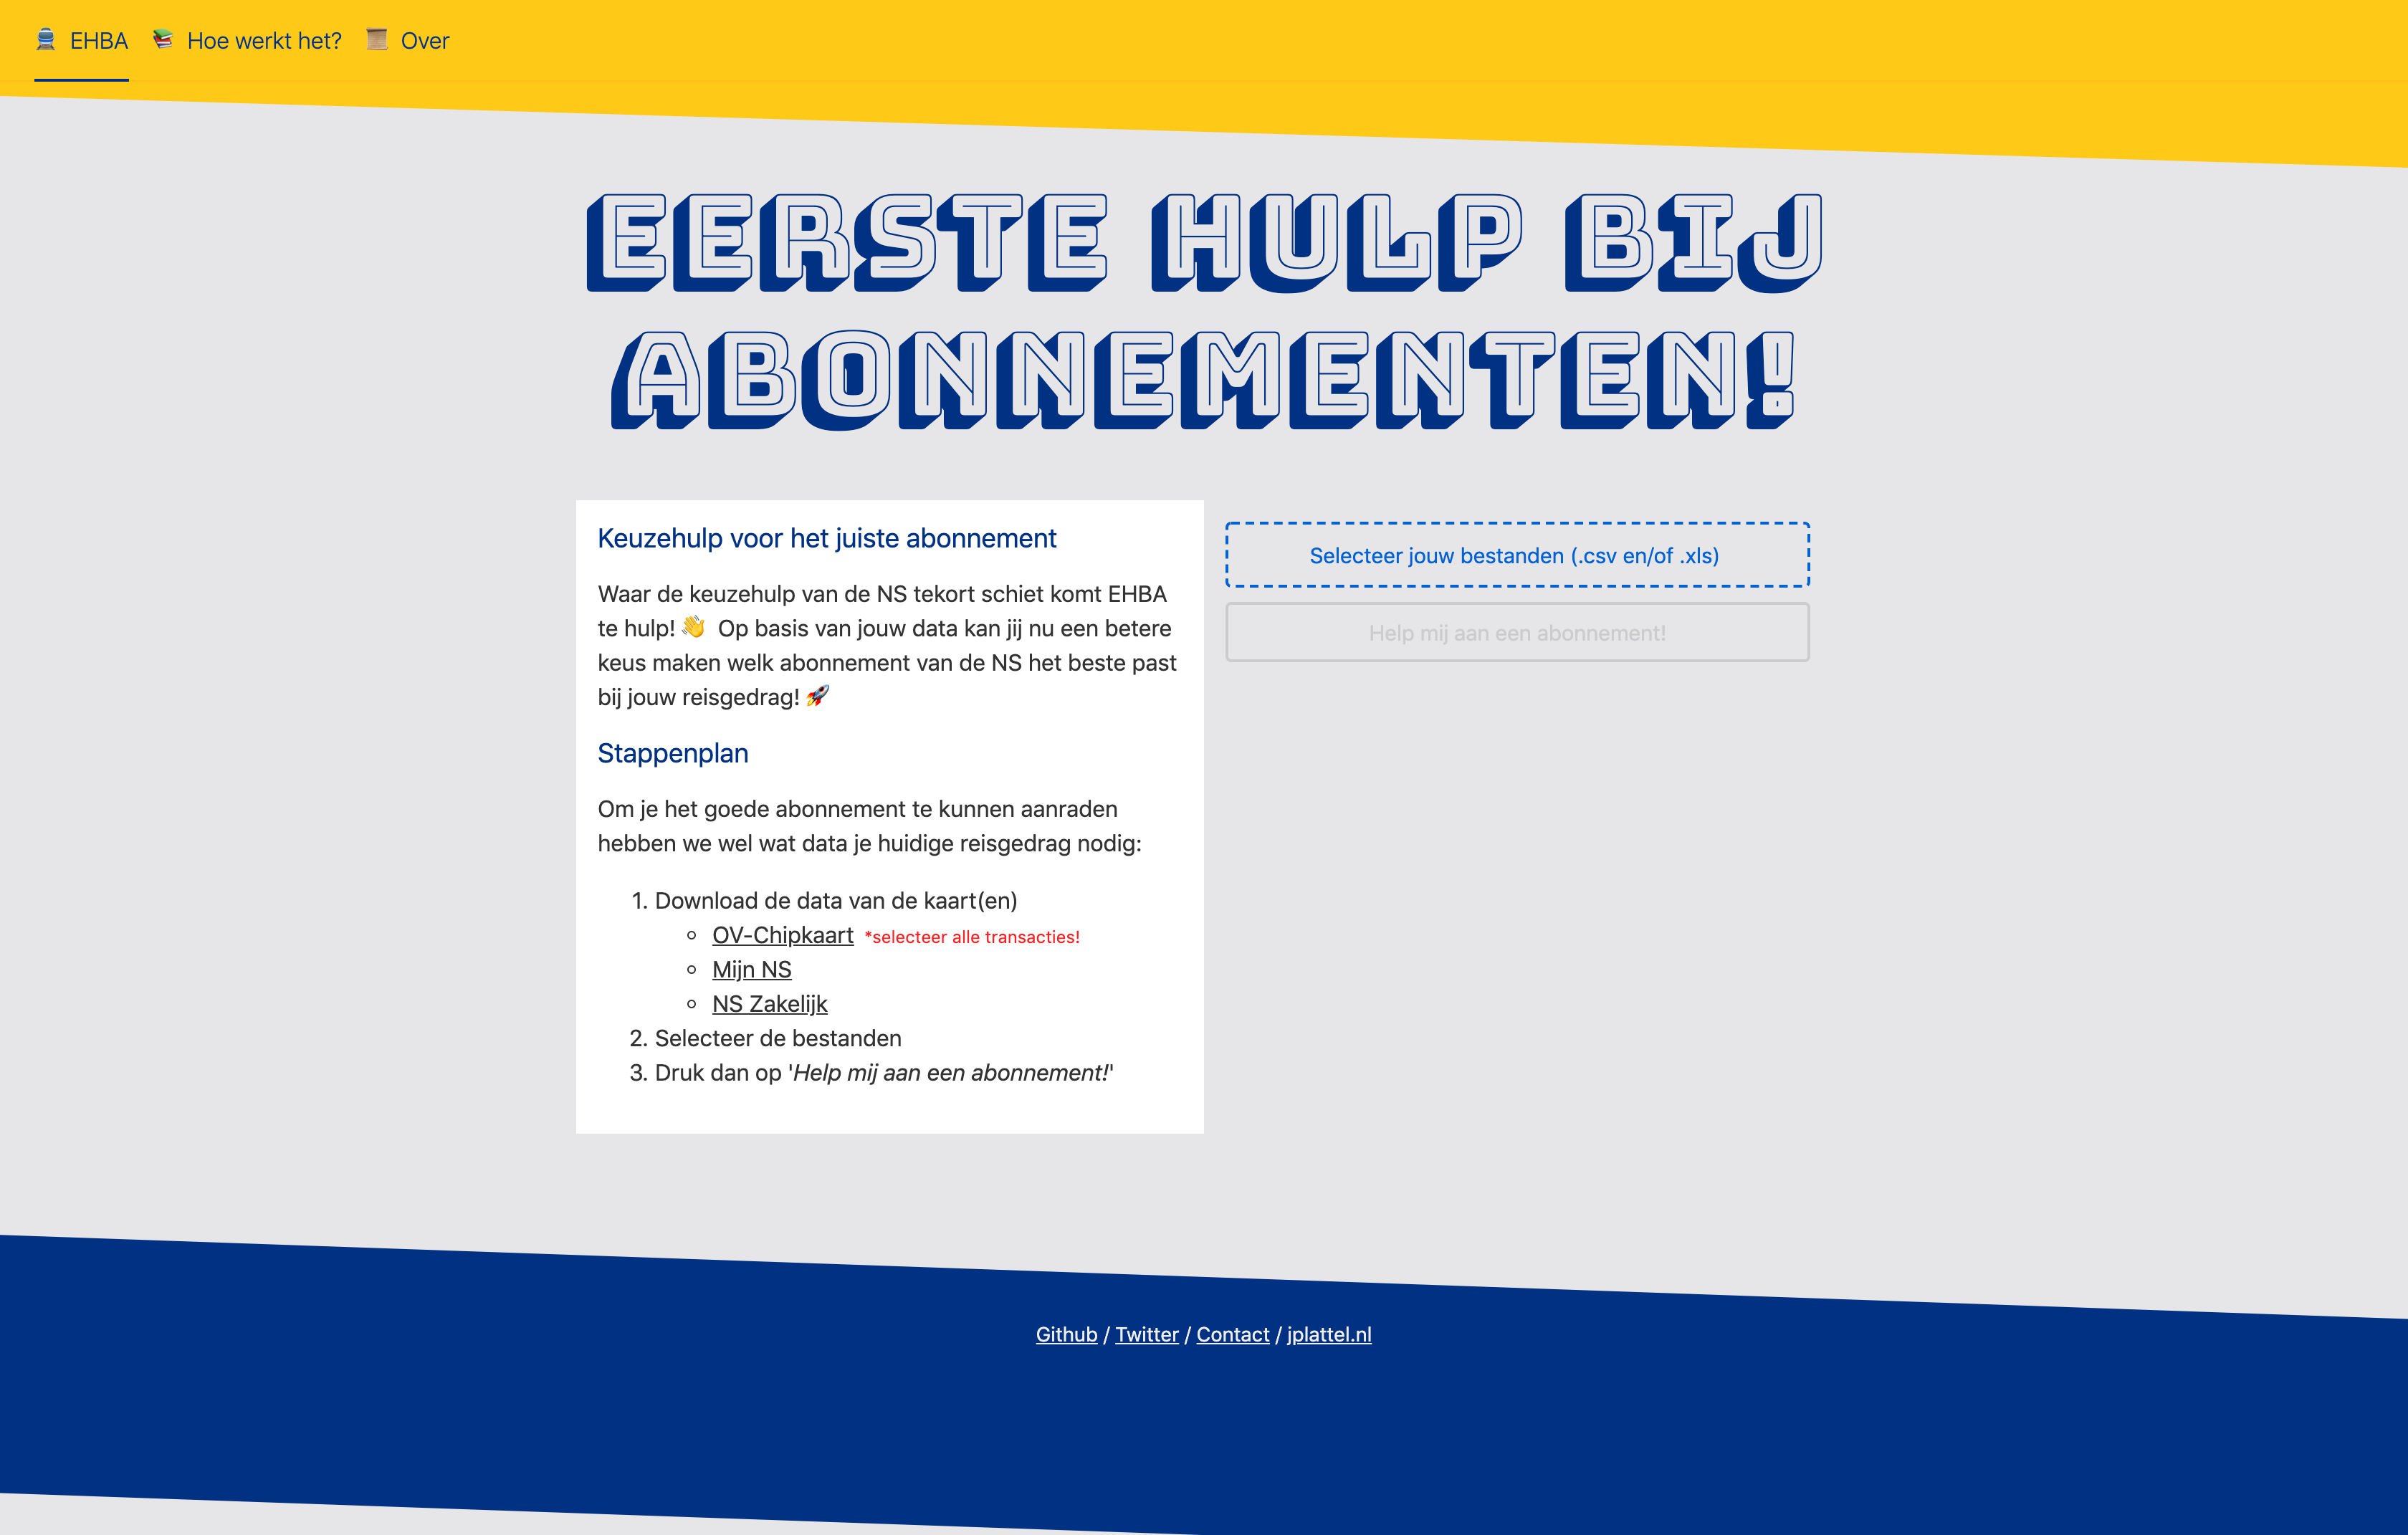 EHBA Hoe werkt het? Over
EERSTE HULP BIJ
ABONNEMENTEN!
Keuzehulp voor het juiste abonnement
Waar de keuzehulp van de NS tekort schiet komt EHBA
te hulp! 👋 Op basis van jouw data kan jij nu een betere
keus maken welk abonnement van de NS het beste past
bij jouw reisgedrag! 🚀
Stappenplan
Om je het goede abonnement te kunnen aanraden
hebben we wel wat data je huidige reisgedrag nodig:
1. Download de data van de kaart(en)
OV-Chipkaart *selecteer alle transacties!
Mijn NS
NS Zakelijk
2. Selecteer de bestanden
3. Druk dan op 'Help mij aan een abonnement!'
Selecteer jouw bestanden (.csv en/of .xls)
Help mij aan een abonnement!
Github / Twitter / Contact / jplattel.nl